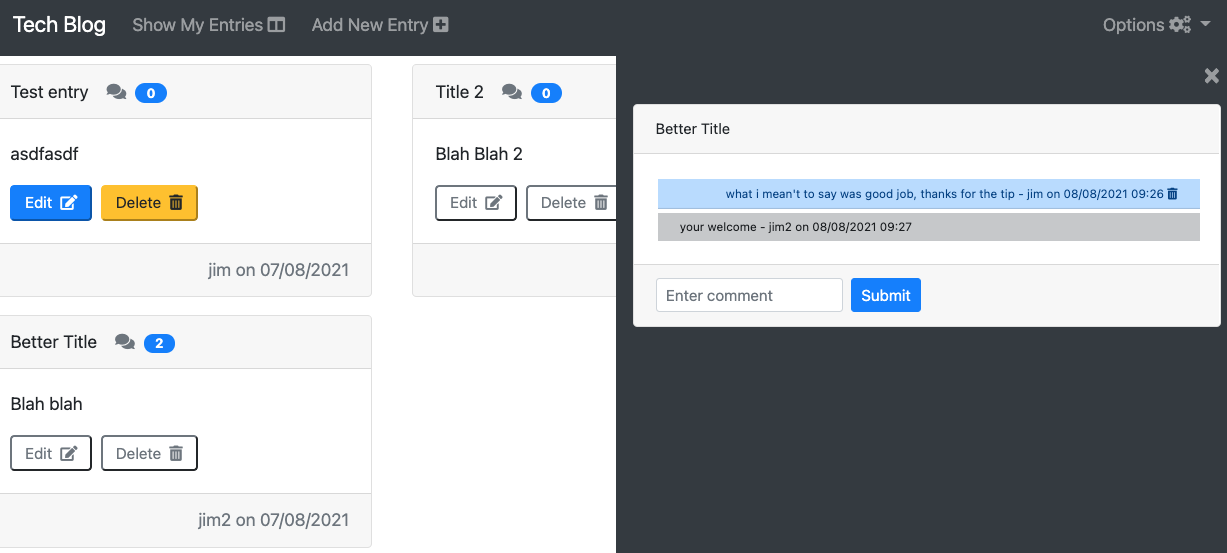 Tech Blog Show My Entries Add New Entry Options
Test entry 0
asdfasdf
Edit Delete
jim on 07/08/2021
Title 2 0
Blah Blah 2
Edit Delete
Better Title 2
Blah blah
Edit Delete
jim2 on 07/08/2021
Better Title
what i mean't to say was good job, thanks for the tip - jim on 08/08/2021 09:26
your welcome - jim2 on 08/08/2021 09:27
Enter comment Submit